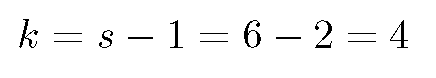 k = s − 1 = 6 − 2 = 4